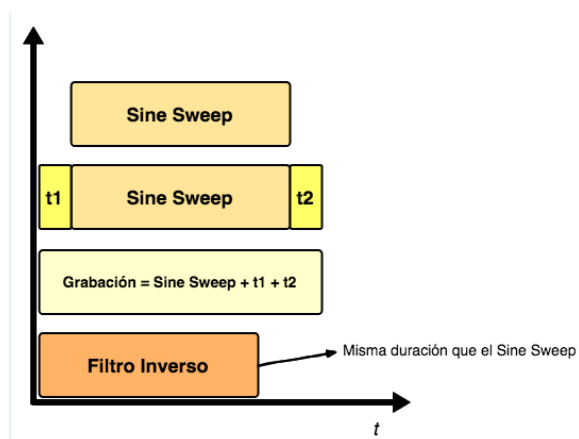 Sine Sweep
t1
Sine Sweep
t2
Grabación = Sine Sweep + t1 + t2
Filtro Inverso
Misma duración que el Sine Sweep
t